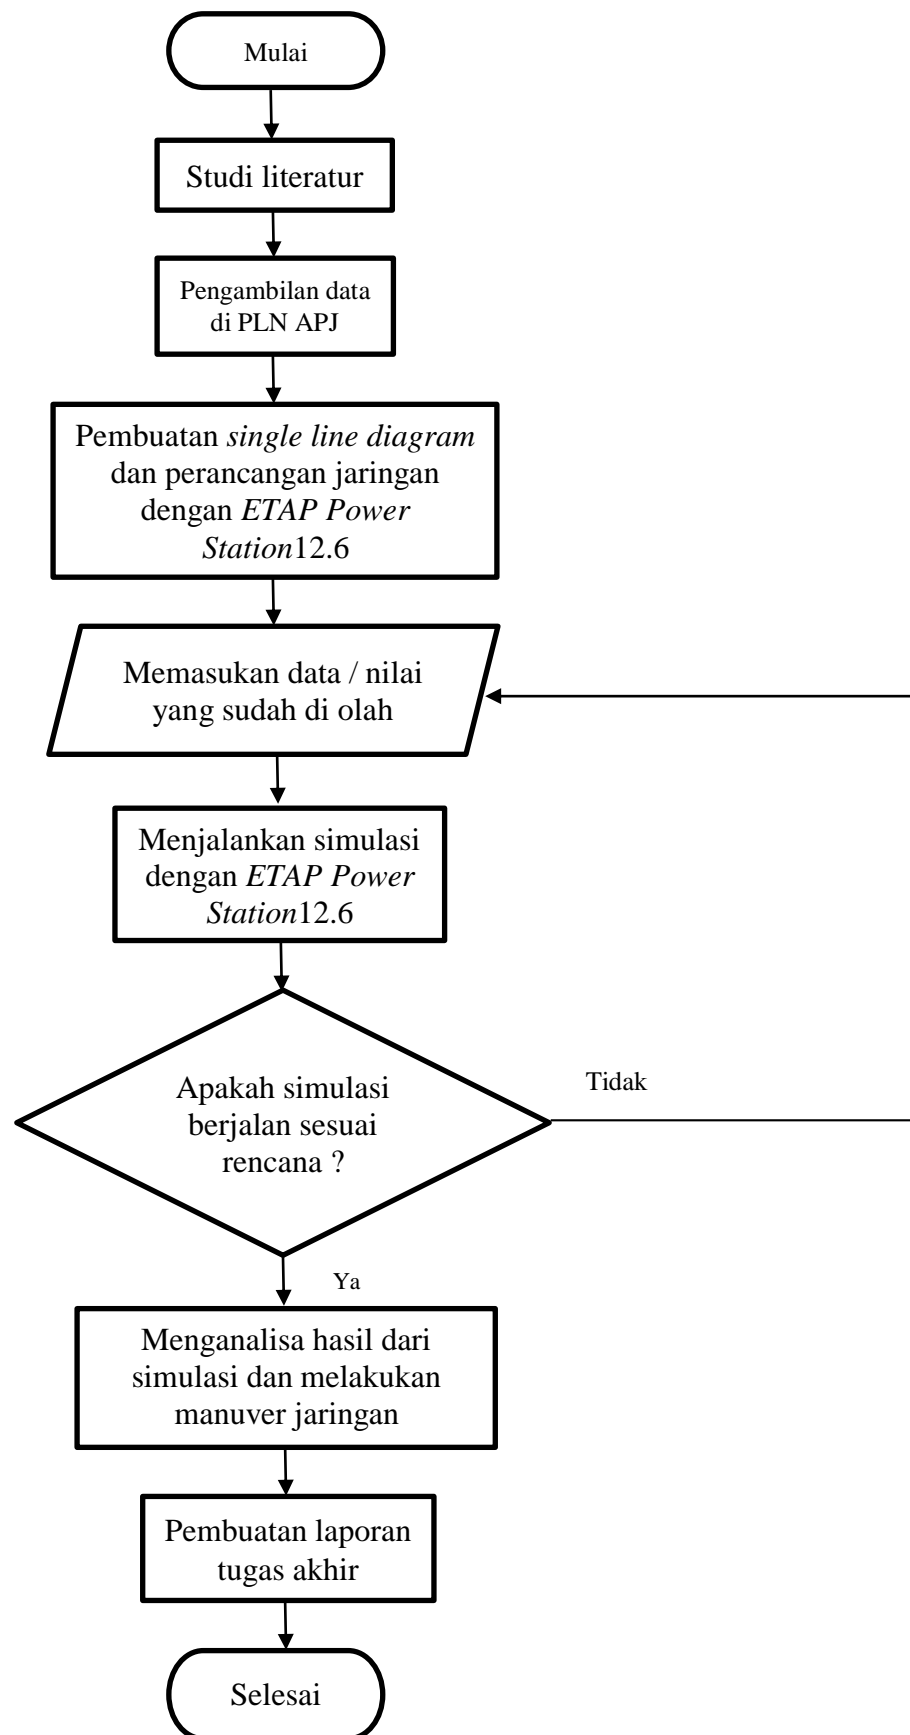 Mulai
Studi literatur
Pengambilan data
di PLN APJ
Pembuatan single line diagram
dan perancangan jaringan
dengan ETAP Power
Station12.6
Memasukan data / nilai
yang sudah di olah
Menjalankan simulasi
dengan ETAP Power
Station12.6
Apakah simulasi
berjalan sesuai
rencana ?
Tidak
Ya
Menganalisa hasil dari
simulasi dan melakukan
manuver jaringan
Pembuatan laporan
tugas akhir
Selesai